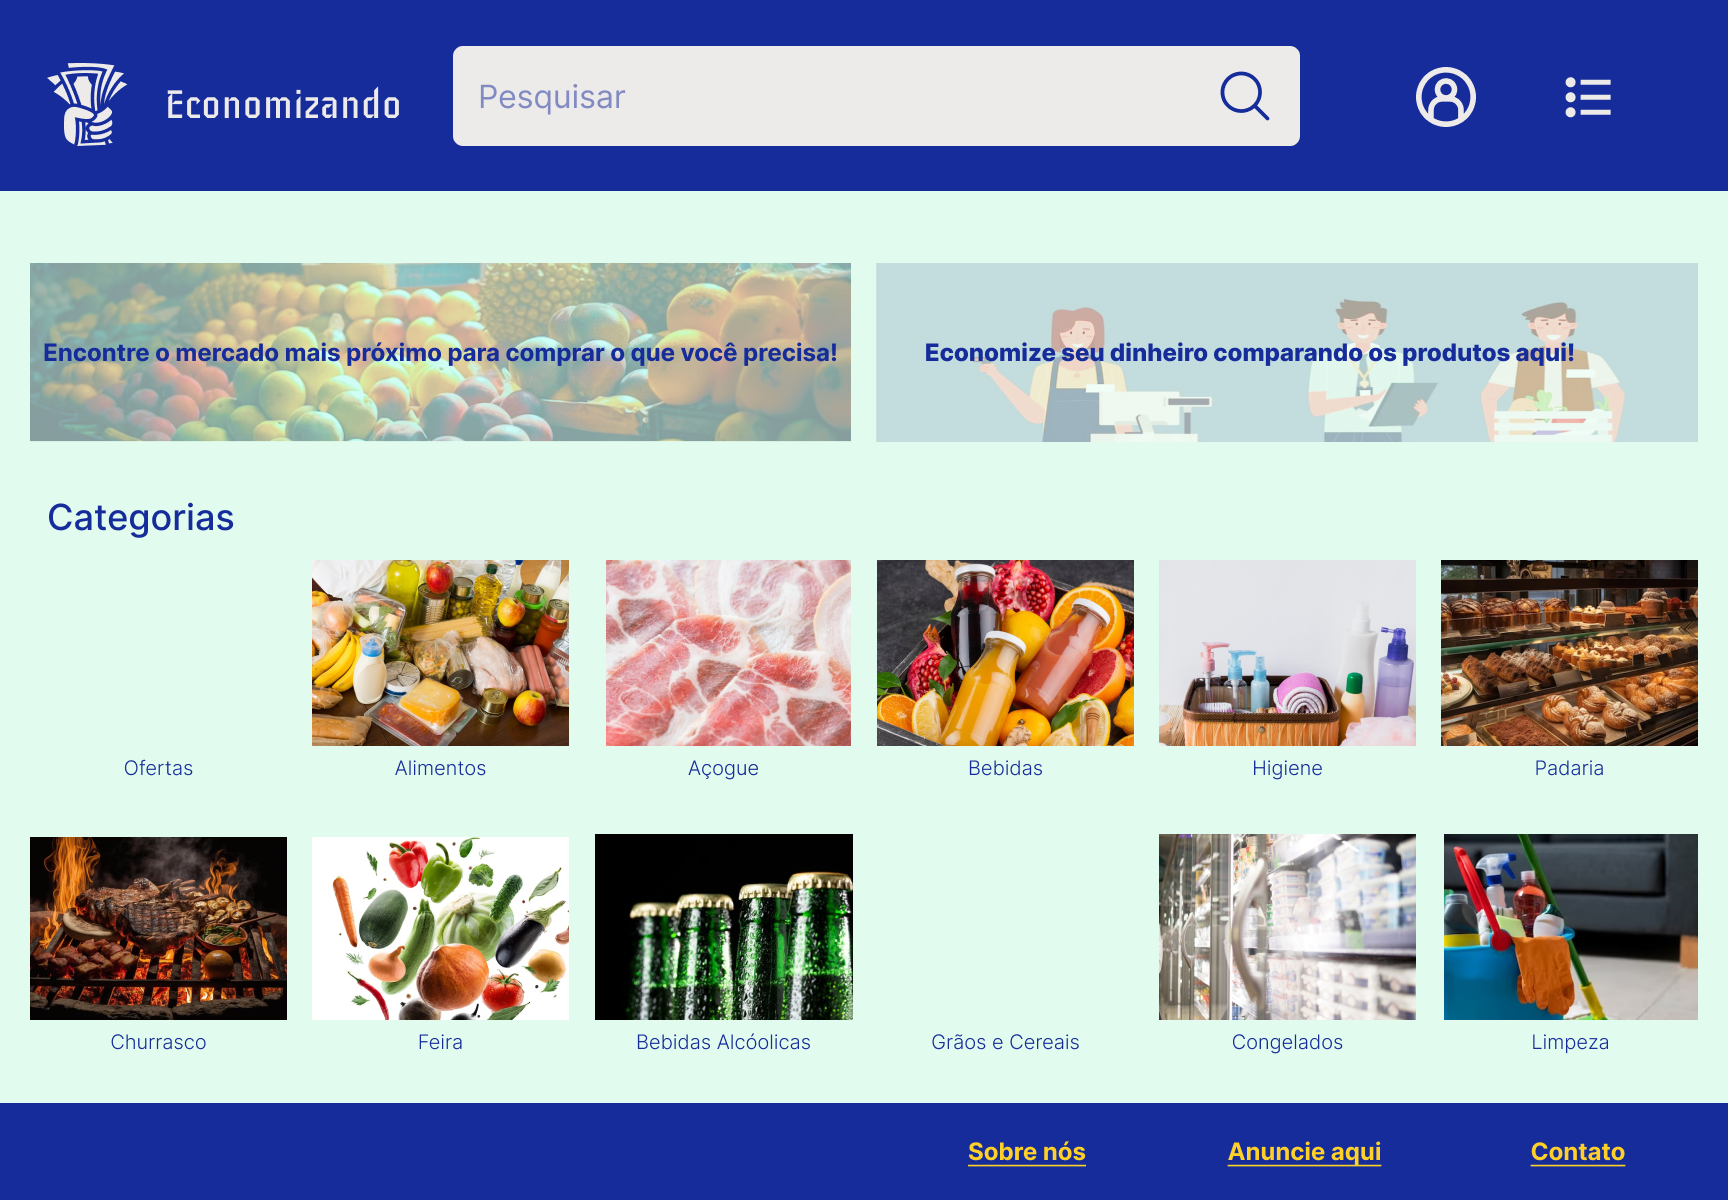 Economizando
Pesquisar
Encontre o mercado mais próximo para comprar o que você precisa!
Economize seu dinheiro comparando os produtos aqui!
Categorias
Ofertas
Alimentos
Açogue
Bebidas
Higiene
Padaria
Churrasco
Feira
Bebidas Alcóolicas
Grãos e Cereais
Congelados
Limpeza
Sobre nós
Anuncie aqui
Contato